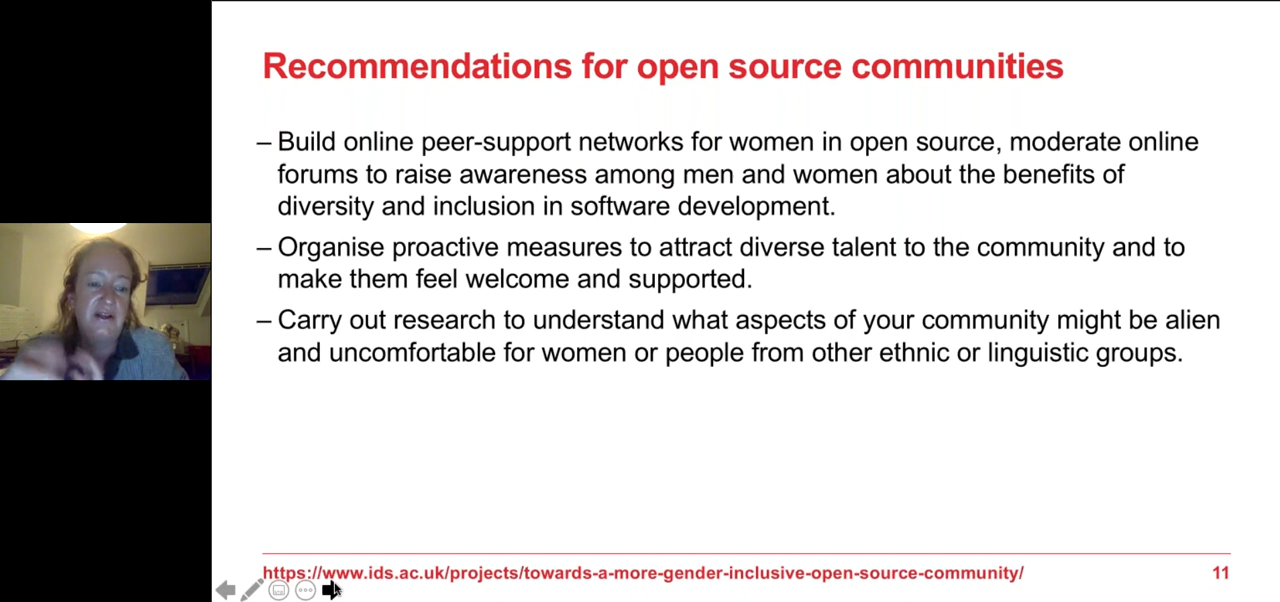 Recommendations for open source communities
– Build online peer-support networks for women in open source, moderate online
forums to raise awareness among men and women about the benefits of
diversity and inclusion in software development.
– Organise proactive measures to attract diverse talent to the community and to
make them feel welcome and supported.
– Carry out research to understand what aspects of your community might be alien
and uncomfortable for women or people from other ethnic or linguistic groups.
https://www.ids.ac.uk/projects/towards-a-more-gender-inclusive-open-source-community/
11